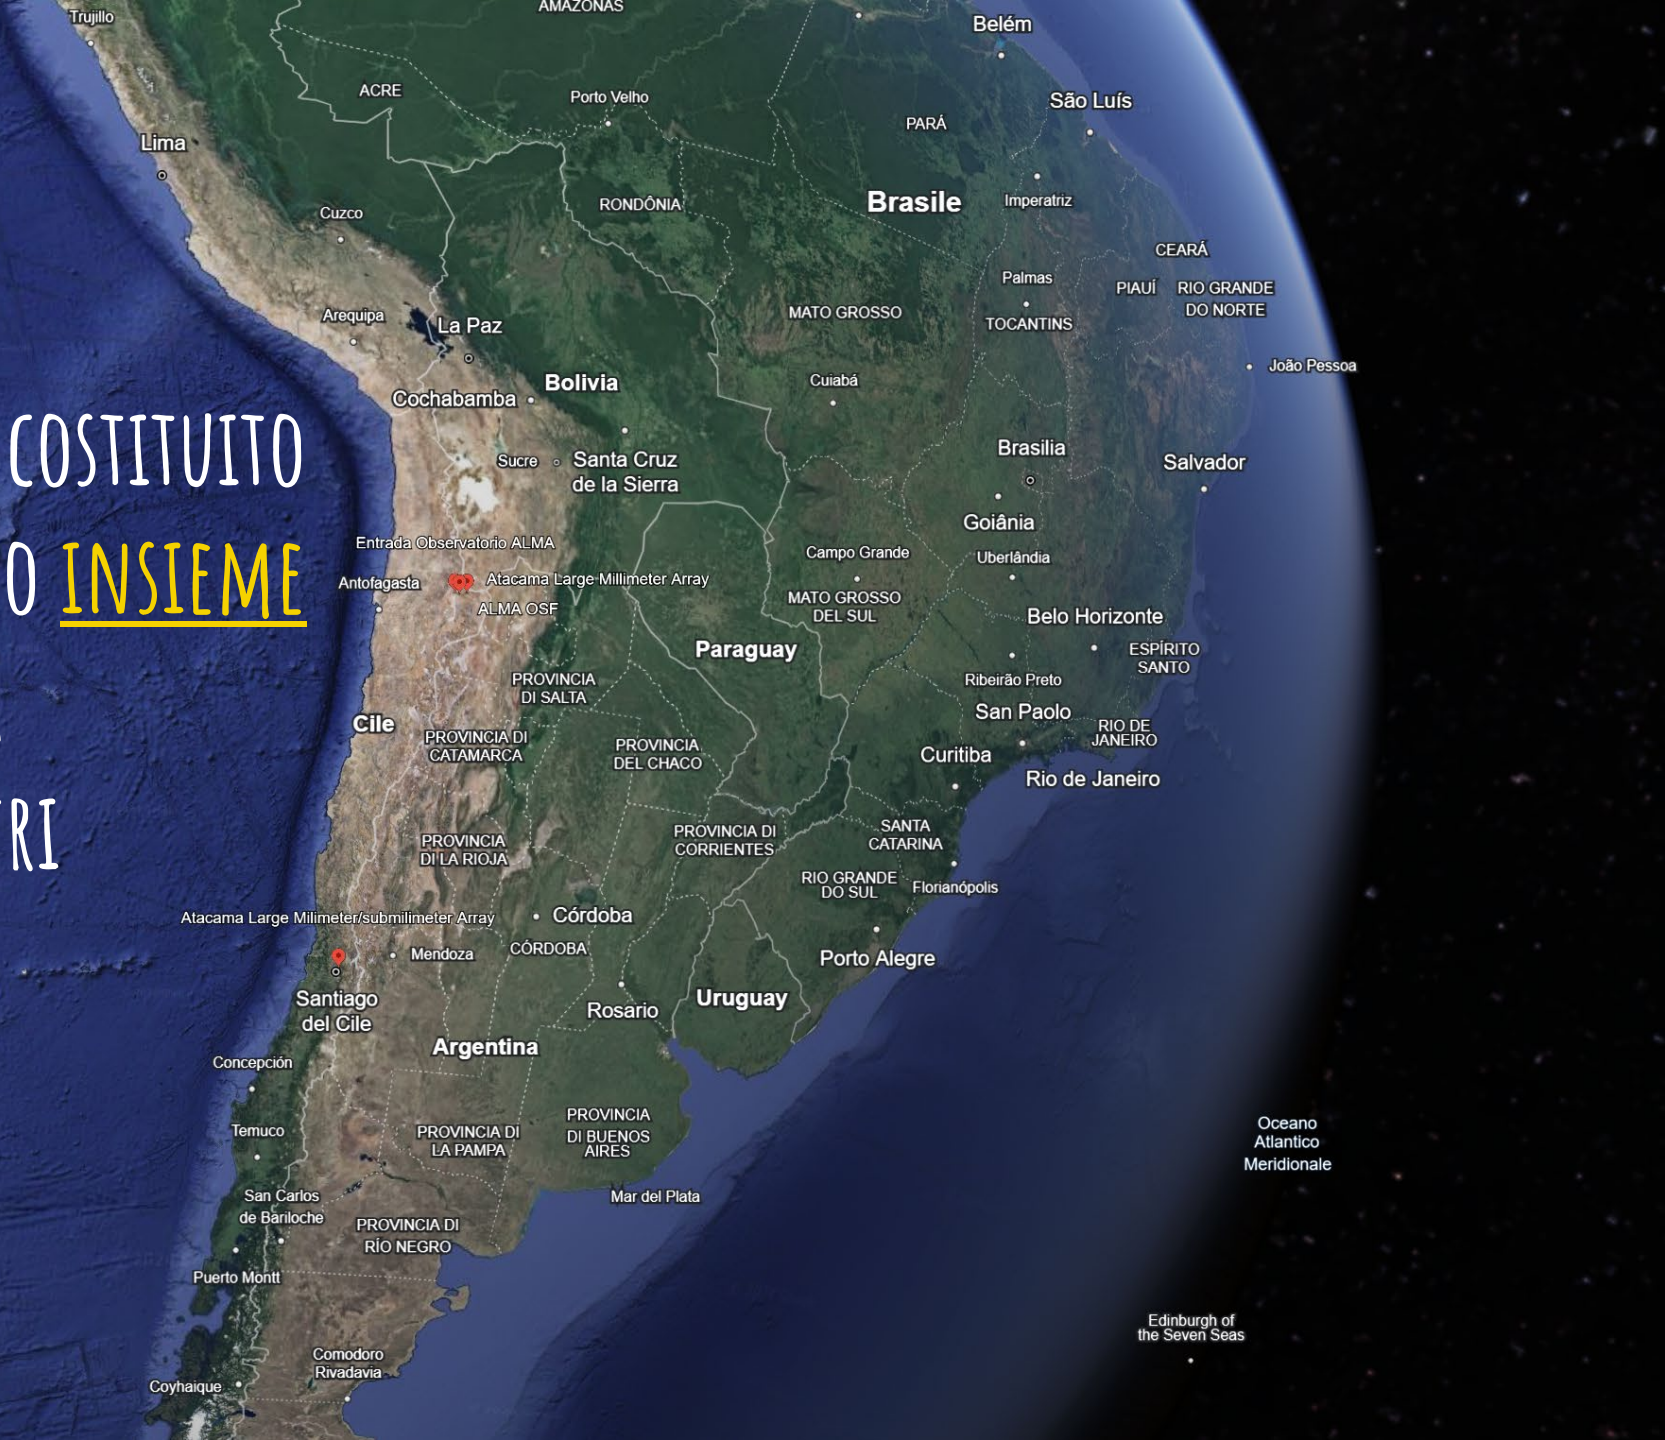 AMAZONAS
Trujillo
Belém
ACRE
Porto Velho
São Luís
PARÁ
Lima
Brasile
Imperatriz
RONDÔNIA
Cuzco
CEARÁ
Palmas
PIAUÍ
RIO GRANDE
DO NORTE
MATO GROSSO
TOCANTINS
Arequipa
La Paz
João Pessoa
Bolivia
Cuiabá
Cochabamba
COSTITUITO
Brasilia
Sucre
Santa Cruz
de la Sierra
Salvador
Goiânia
Entrada Observatorio ALMA
Campo Grande
Uberlândia
O INSIEME
Antofagasta
Atacama Large Millimeter Array
ALMA OSF
MATO GROSSO
DEL SUL
Belo Horizonte
Paraguay
ESPÍRITO
SANTO
PROVINCIA
DI SALTA
Ribeirão Preto
San Paolo
Cile
PROVINCIA DI
CATAMARCA
PROVINCIA
DEL CHACO
RIO DE
JANEIRO
Curitiba
Rio de Janeiro
RI
PROVINCIA
DI LA RIOJA
PROVINCIA DI
CORRIENTES
SANTA
CATARINA
RIO GRANDE
DO SUL
Florianópolis
Atacama Large Milimeter/submilimeter Array
Córdoba
CÓRDOBA
Mendoza
Porto Alegre
Santiago
del Cile
Rosario
Uruguay
Argentina
Concepción
PROVINCIA
DI BUENOS
AIRES
Temuco
PROVINCIA DI
LA PAMPA
Oceano
Atlantico
Meridionale
San Carlos
de Bariloche
Mar del Plata
PROVINCIA DI
RÍO NEGRO
Puerto Montt
Edinburgh of
the Seven Seas
Comodoro
Rivadavia
Coyhaique